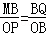 MB/OP = BQ/OB